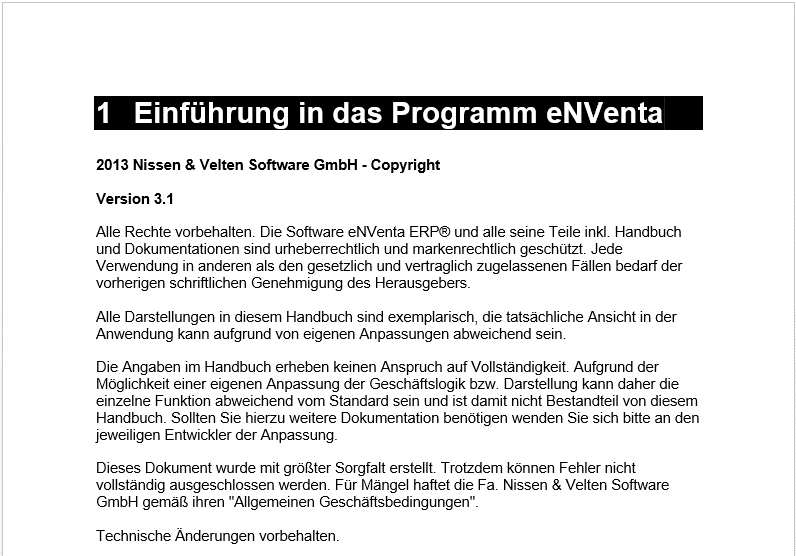 1 Einführung in das Programm eNVenta
2013 Nissen & Velten Software GmbH - Copyright
Version 3.1
Alle Rechte vorbehalten. Die Software eNVenta ERP® und alle seine Teile inkl. Handbuch
und Dokumentationen sind urheberrechtlich und markenrechtlich geschützt. Jede
Verwendung in anderen als den gesetzlich und vertraglich zugelassenen Fällen bedarf der
vorherigen schriftlichen Genehmigung des Herausgebers.
Alle Darstellungen in diesem Handbuch sind exemplarisch, die tatsächliche Ansicht in der
Anwendung kann aufgrund von eigenen Anpassungen abweichend sein.
Die Angaben im Handbuch erheben keinen Anspruch auf Vollständigkeit. Aufgrund der
Möglichkeit einer eigenen Anpassung der Geschäftslogik bzw. Darstellung kann daher die
einzelne Funktion abweichend vom Standard sein und ist damit nicht Bestandteil von diesem
Handbuch. Sollten Sie hierzu weitere Dokumentation benötigen wenden Sie sich bitte an den
jeweiligen Entwickler der Anpassung.
Dieses Dokument wurde mit größter Sorgfalt erstellt. Trotzdem können Fehler nicht
vollständig ausgeschlossen werden. Für Mängel haftet die Fa. Nissen & Velten Software
GmbH gemäß ihren "Allgemeinen Geschäftsbedingungen".
Technische Änderungen vorbehalten.